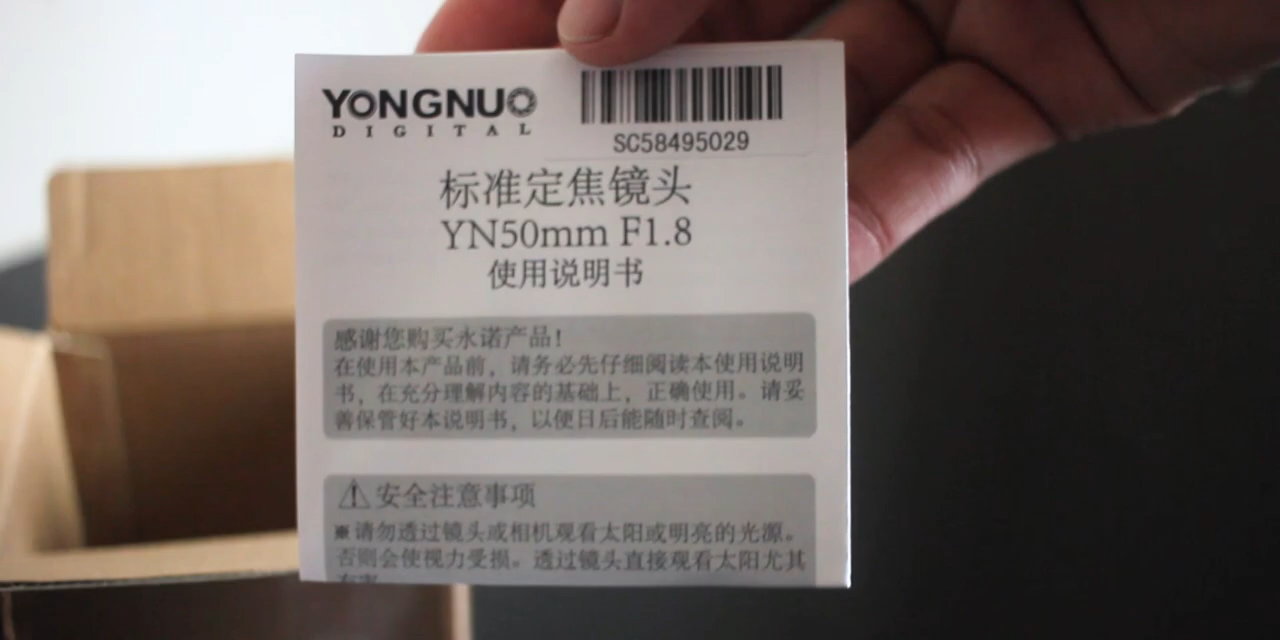 YONGNUO
DIGITAL
SC58495029
标准定焦镜头
YN50mm F1.8
使用说明书
感谢您购买永诺产品！
在使用本产品前，请务必先仔细阅读本使用说明
书，在充分理解内容的基础上，正确使用。请妥
善保管好本说明书，以便日后能随时查阅。
安全注意事项
※请勿透过镜头或相机观看太阳或明亮的光源。
否则会使视力受损。透过镜头直接观看太阳尤其